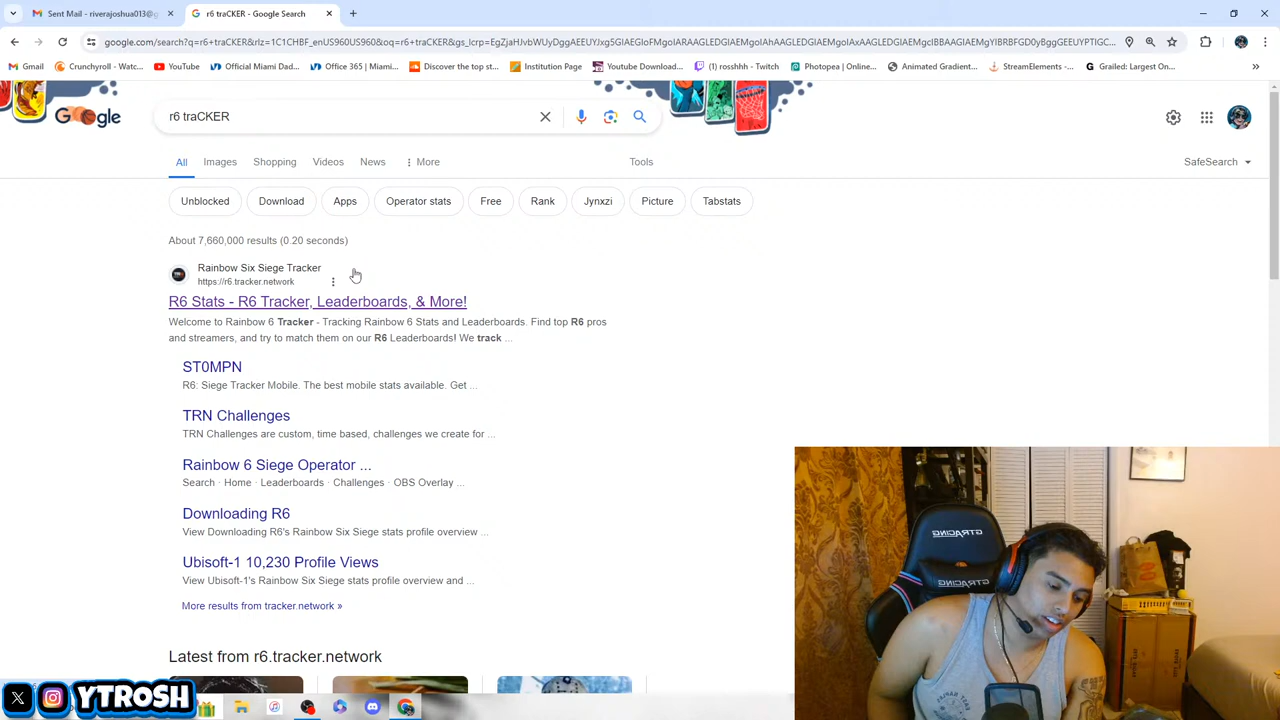 Sent Mail - riverajoshua013@g
r6 traCKER - Google Search
google.com/search?q=r6+traCKER&rlz=1C1CHBF_enUS960US960&oq=r6+traCKER&gs_lcrp=
Gmail
Crunchyroll - Watc...
YouTube
Official Miami Dad...
Office 365 | Miami...
Discover the top st...
Institution Page
Youtube Download...
(1) rosshhh - Twitch
Photopea | Online...
Animated Gradient...
StreamElements -...
Grailed: Largest On...
Google
r6 traCKER
All
Images
Shopping
Videos
News
More
Tools
SafeSearch
Unblocked
Download
Apps
Operator stats
Free
Rank
Jynxzi
Picture
Tabstats
About 7,660,000 results (0.20 seconds)
Rainbow Six Siege Tracker
https://r6.tracker.network
R6 Stats - R6 Tracker, Leaderboards, & More!
Welcome to Rainbow 6 Tracker - Tracking Rainbow 6 Stats and Leaderboards. Find top R6 pros
and streamers, and try to match them on our R6 Leaderboards! We track ...
ST0MPN
R6: Siege Tracker Mobile. The best mobile stats available. Get ...
TRN Challenges
TRN Challenges are custom, time based, challenges we create for ...
Rainbow 6 Siege Operator ...
Search · Home · Leaderboards · Challenges · OBS Overlay ...
Downloading R6
View Downloading R6's Rainbow Six Siege stats profile overview ...
Ubisoft-1 10,230 Profile Views
View Ubisoft-1's Rainbow Six Siege stats profile overview and ...
More results from tracker.network »
Latest from r6.tracker.network
YTROSH
GTRACING